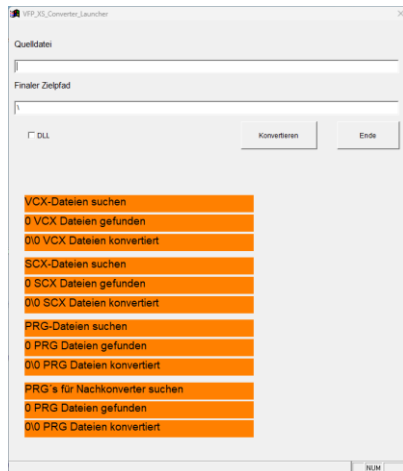 VFP_XS_Converter_Launcher
Quelldatei
Finaler Zielpfad
\
DLL
Konvertieren
Ende
VCX-Dateien suchen
0 VCX Dateien gefunden
0\0 VCX Dateien konvertiert
SCX-Dateien suchen
0 SCX Dateien gefunden
0\0 SCX Dateien konvertiert
PRG-Dateien suchen
0 PRG Dateien gefunden
0\0 PRG Dateien konvertiert
PRG´s für Nachkonverter suchen
0 PRG Dateien gefunden
0\0 PRG Dateien konvertiert
NUM